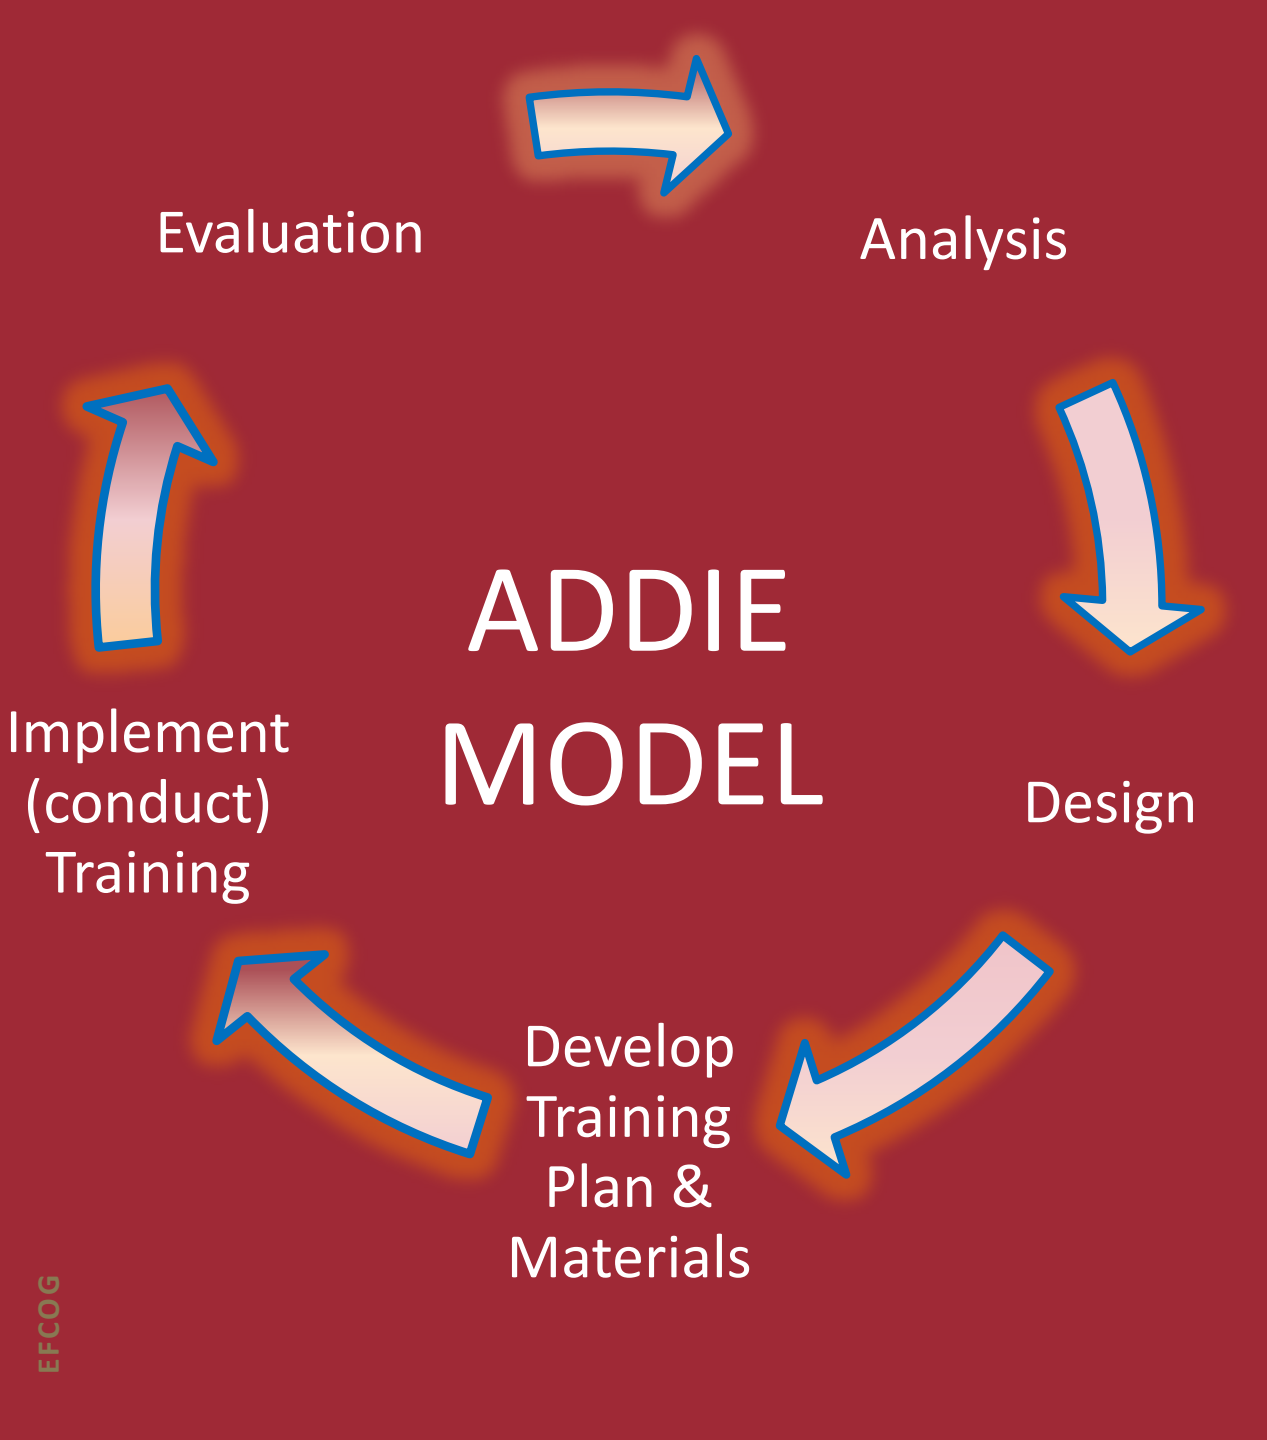 Evaluation
Analysis
ADDIE
MODEL
Design
Implement
(conduct)
Training
Develop
Training
Plan &
Materials
EFCOG